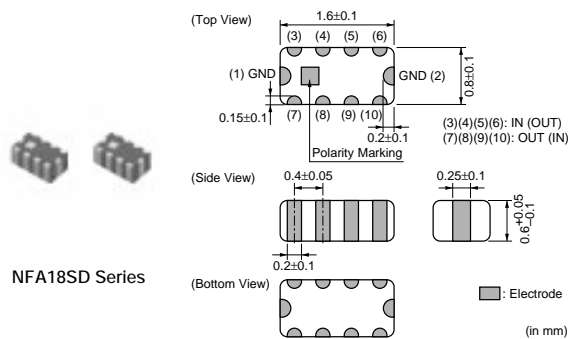 (Top View)
1.6±0.1
(3) (4) (5) (6)
(1) GND
GND (2)
0.8±0.1
0.15±0.1
(7) (8) (9) (10)
0.2±0.1
Polarity Marking
(3)(4)(5)(6): IN (OUT)
(7)(8)(9)(10): OUT (IN)
(Side View)
0.4±0.05
0.25±0.1
0.6+0.05-0.1
0.2±0.1
NFA18SD Series
(Bottom View)
: Electrode
(in mm)